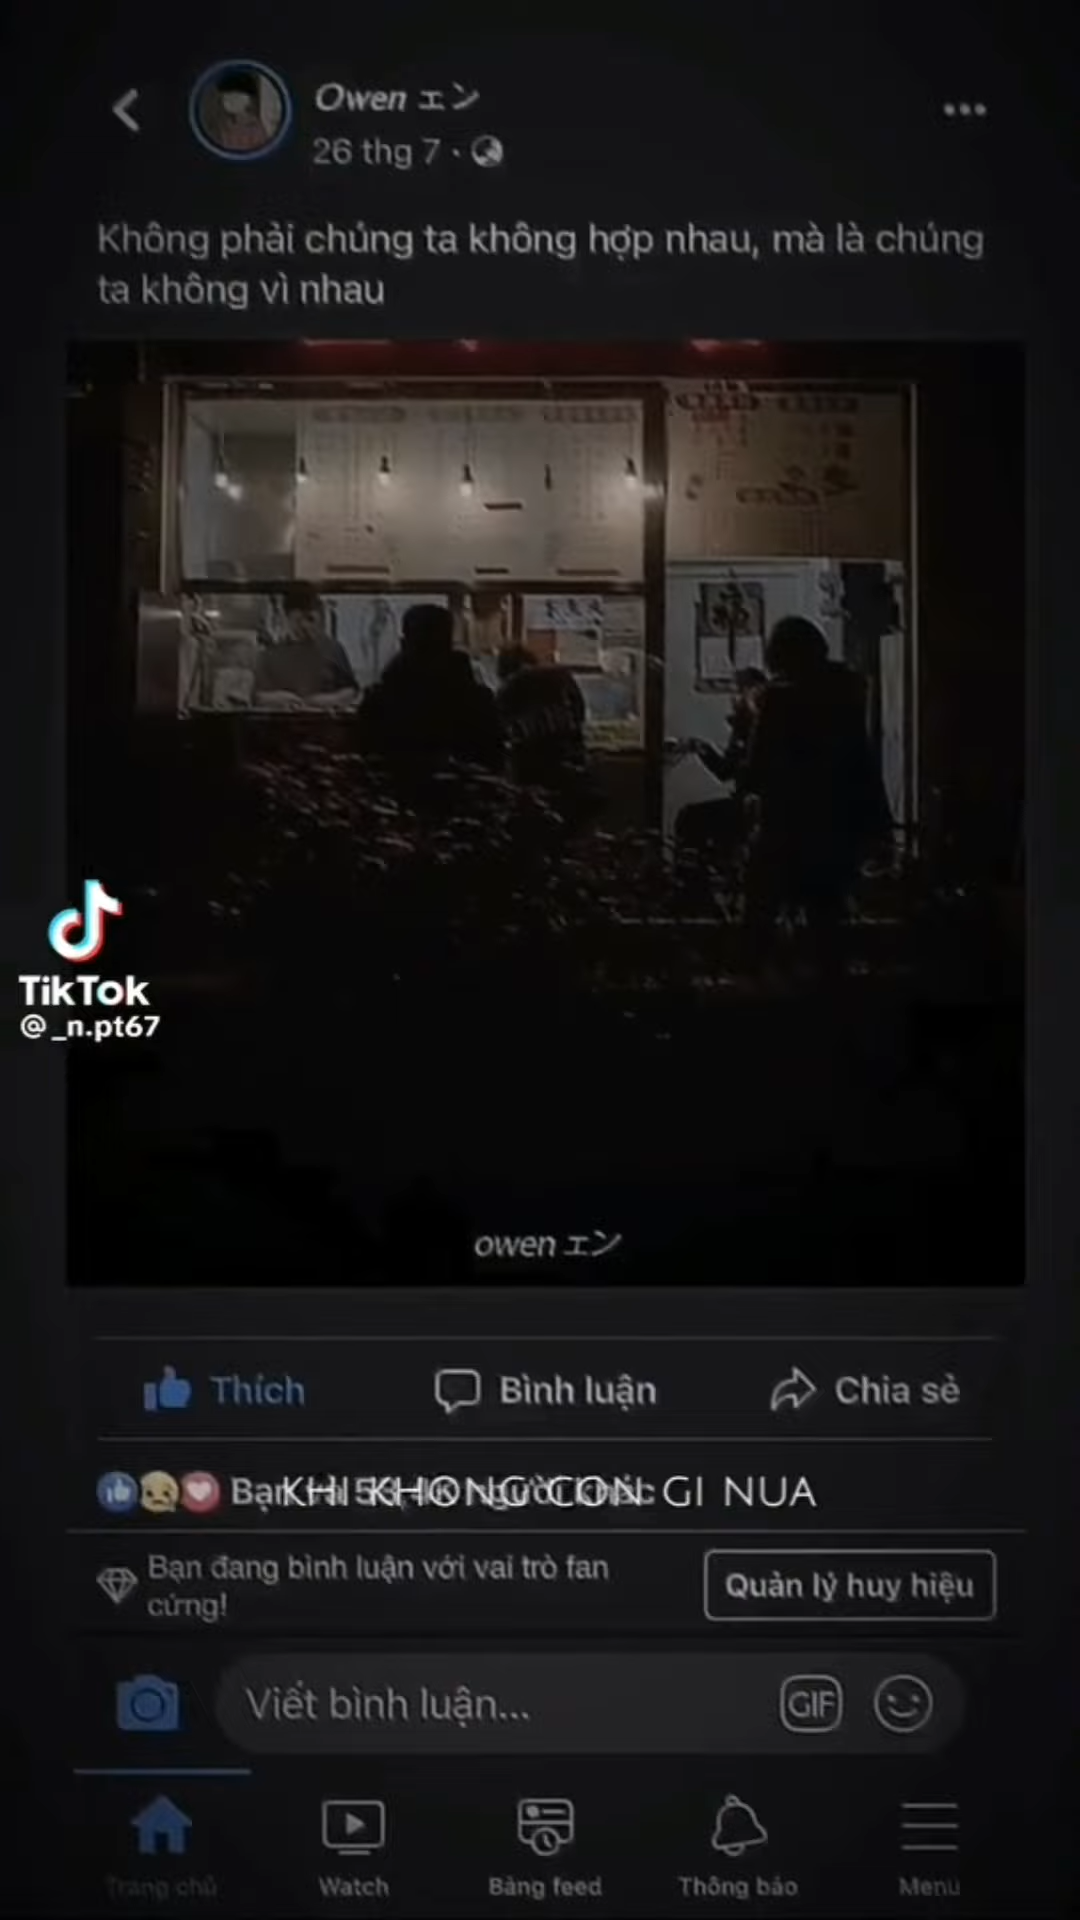 Owen エン
26 thg 7 ·
Không phải chúng ta không hợp nhau, mà là chúng
ta không vì nhau
TikTok
@_n.pt67
owen エン
Thích
Bình luận
Chia sẻ
KHI KHONG CON GI NUA
Bạn đang bình luận với vai trò fan
cứng!
Quản lý huy hiệu
Viết bình luận...
GIF
Trang chủ
Watch
Bảng feed
Thông báo
Menu